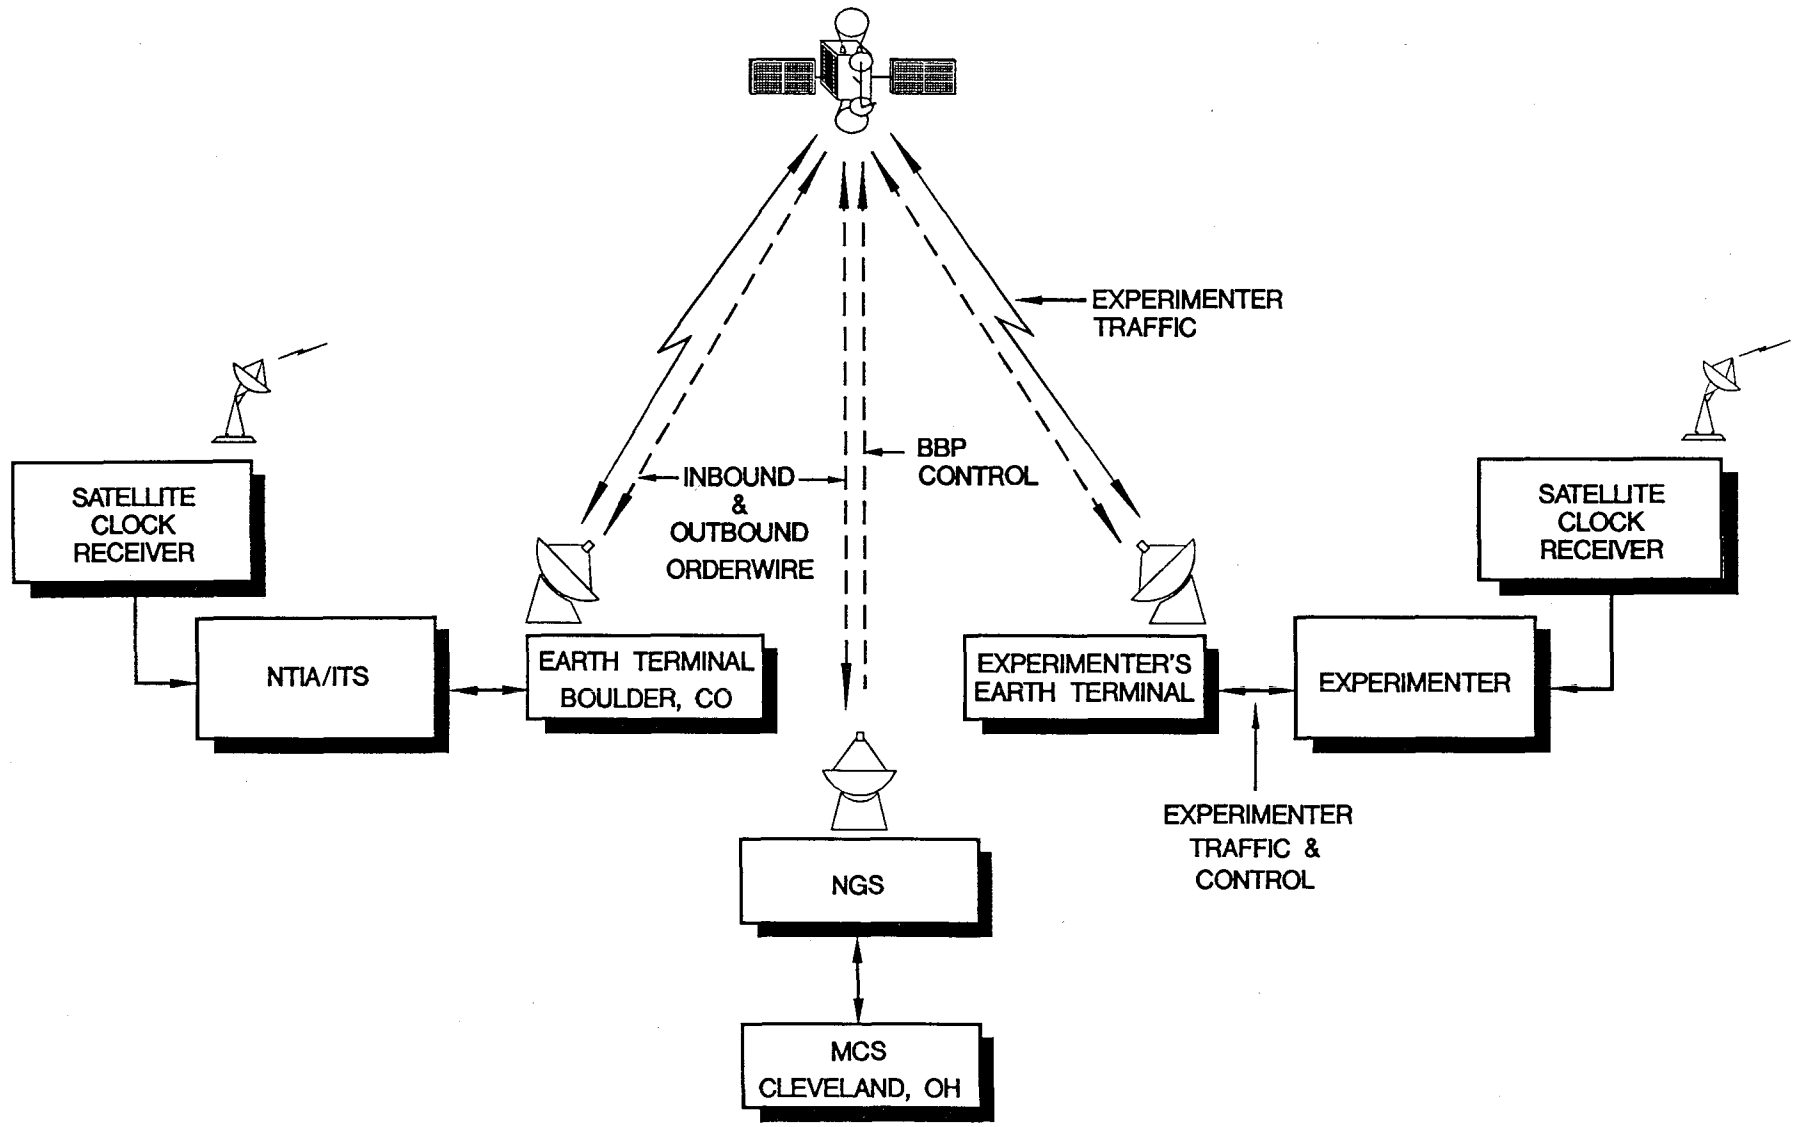 EXPERIMENTER
TRAFFIC
BBP
CONTROL
INBOUND
&
OUTBOUND
ORDERWIRE
SATELLITE
CLOCK
RECEIVER
NTIA/ITS
EARTH TERMINAL
BOULDER, CO
EXPERIMENTER'S
EARTH TERMINAL
EXPERIMENTER
SATELLITE
CLOCK
RECEIVER
EXPERIMENTER
TRAFFIC &
CONTROL
NGS
MCS
CLEVELAND, OH